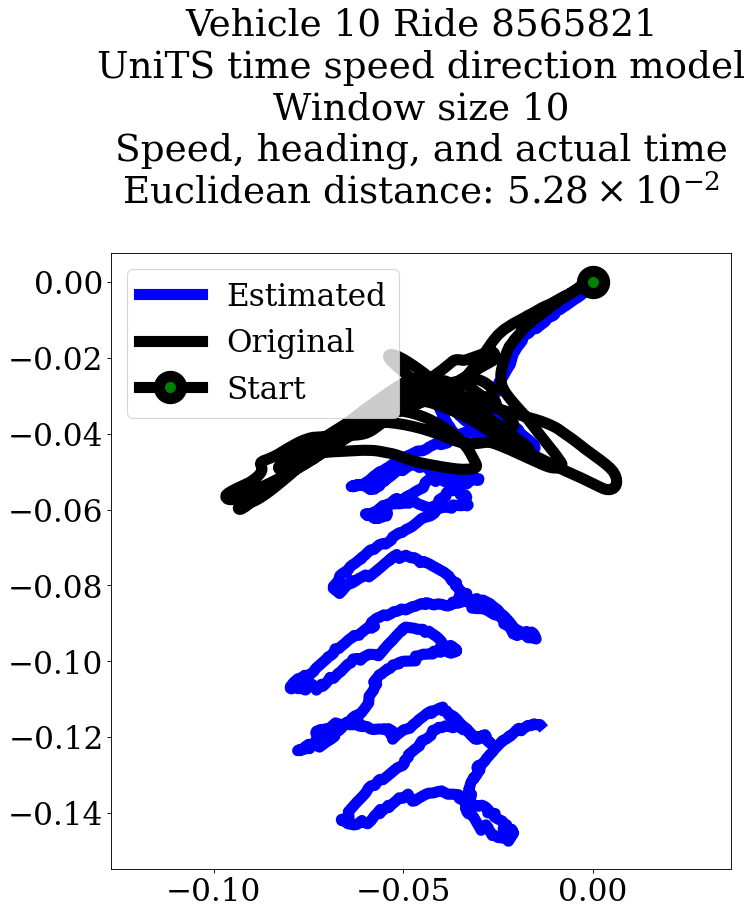 Vehicle 10 Ride 8565821
UniTS time speed direction model
Window size 10
Speed, heading, and actual time
Euclidean distance: 5.28 × 10⁻²
Estimated
Original
Start
0.00
−0.02
−0.04
−0.06
−0.08
−0.10
−0.12
−0.14
−0.10
−0.05
0.00